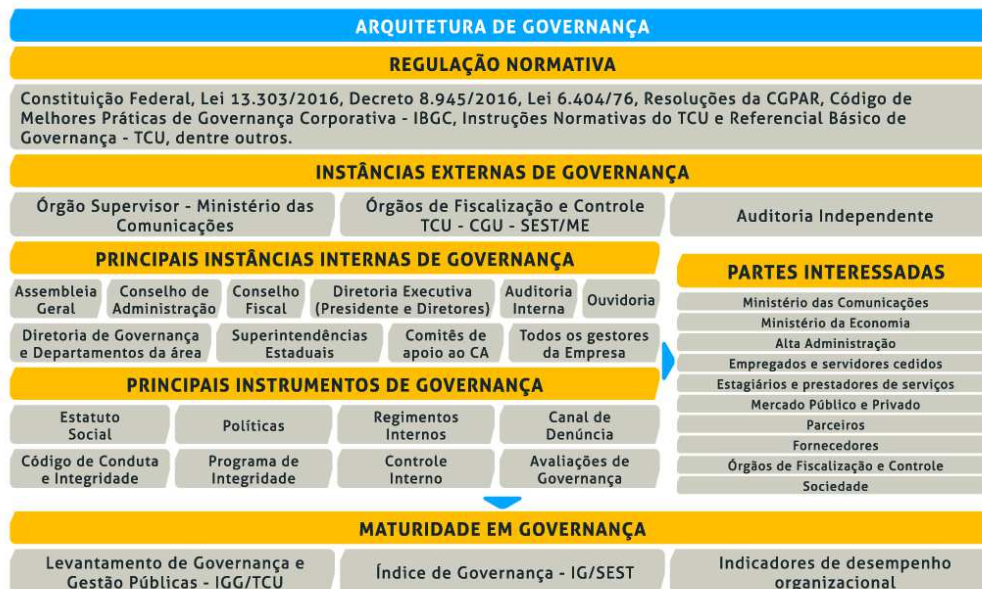 ARQUITETURA DE GOVERNANÇA
REGULAÇÃO NORMATIVA
Constituição Federal, Lei 13.303/2016, Decreto 8.945/2016, Lei 6.404/76, Resoluções da CGPAR, Código de
Melhores Práticas de Governança Corporativa - IBGC, Instruções Normativas do TCU e Referencial Básico de
Governança - TCU, dentre outros.
INSTÂNCIAS EXTERNAS DE GOVERNANÇA
Órgão Supervisor - Ministério das
Comunicações
Órgãos de Fiscalização e Controle
TCU - CGU - SEST/ME
Auditoria Independente
PRINCIPAIS INSTÂNCIAS INTERNAS DE GOVERNANÇA
Assembleia
Geral
Conselho de
Administração
Conselho
Fiscal
Diretoria Executiva
(Presidente e Diretores)
Auditoria
Interna
Ouvidoria
Diretoria de Governança
e Departamentos da área
Superintendências
Estaduais
Comitês de
apoio ao CA
Todos os gestores
da Empresa
PRINCIPAIS INSTRUMENTOS DE GOVERNANÇA
Estatuto
Social
Políticas
Regimentos
Internos
Canal de
Denúncia
Código de Conduta
e Integridade
Programa de
Integridade
Controle
Interno
Avaliações de
Governança
PARTES INTERESSADAS
Ministério das Comunicações
Ministério da Economia
Alta Administração
Empregados e servidores cedidos
Estagiários e prestadores de serviços
Mercado Público e Privado
Parceiros
Fornecedores
Órgãos de Fiscalização e Controle
Sociedade
MATURIDADE EM GOVERNANÇA
Levantamento de Governança e
Gestão Públicas - IGG/TCU
Índice de Governança - IG/SEST
Indicadores de desempenho
organizacional